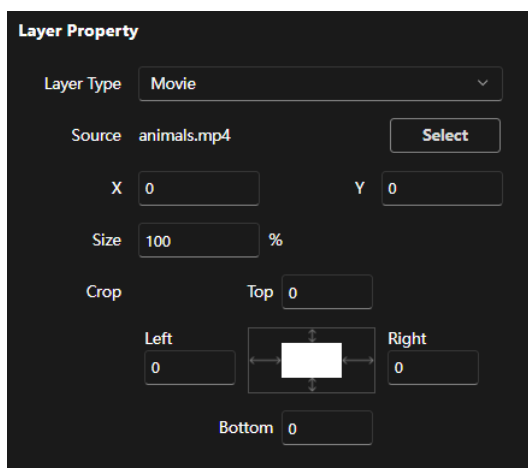 Layer Property
Layer Type Movie
Source animals.mp4 Select
X 0 Y 0
Size 100 %
Crop Top 0
Left Right
0 0
Bottom 0